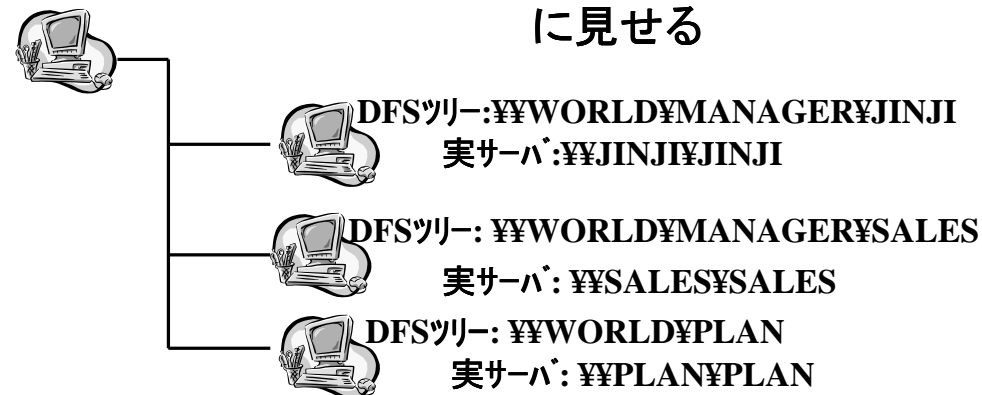 に見せる
DFSツリー:¥¥WORLD¥MANAGER¥JINJI
実サーバ:¥¥JINJI¥JINJI
DFSツリー: ¥¥WORLD¥MANAGER¥SALES
実サーバ: ¥¥SALES¥SALES
DFSツリー: ¥¥WORLD¥PLAN
実サーバ: ¥¥PLAN¥PLAN